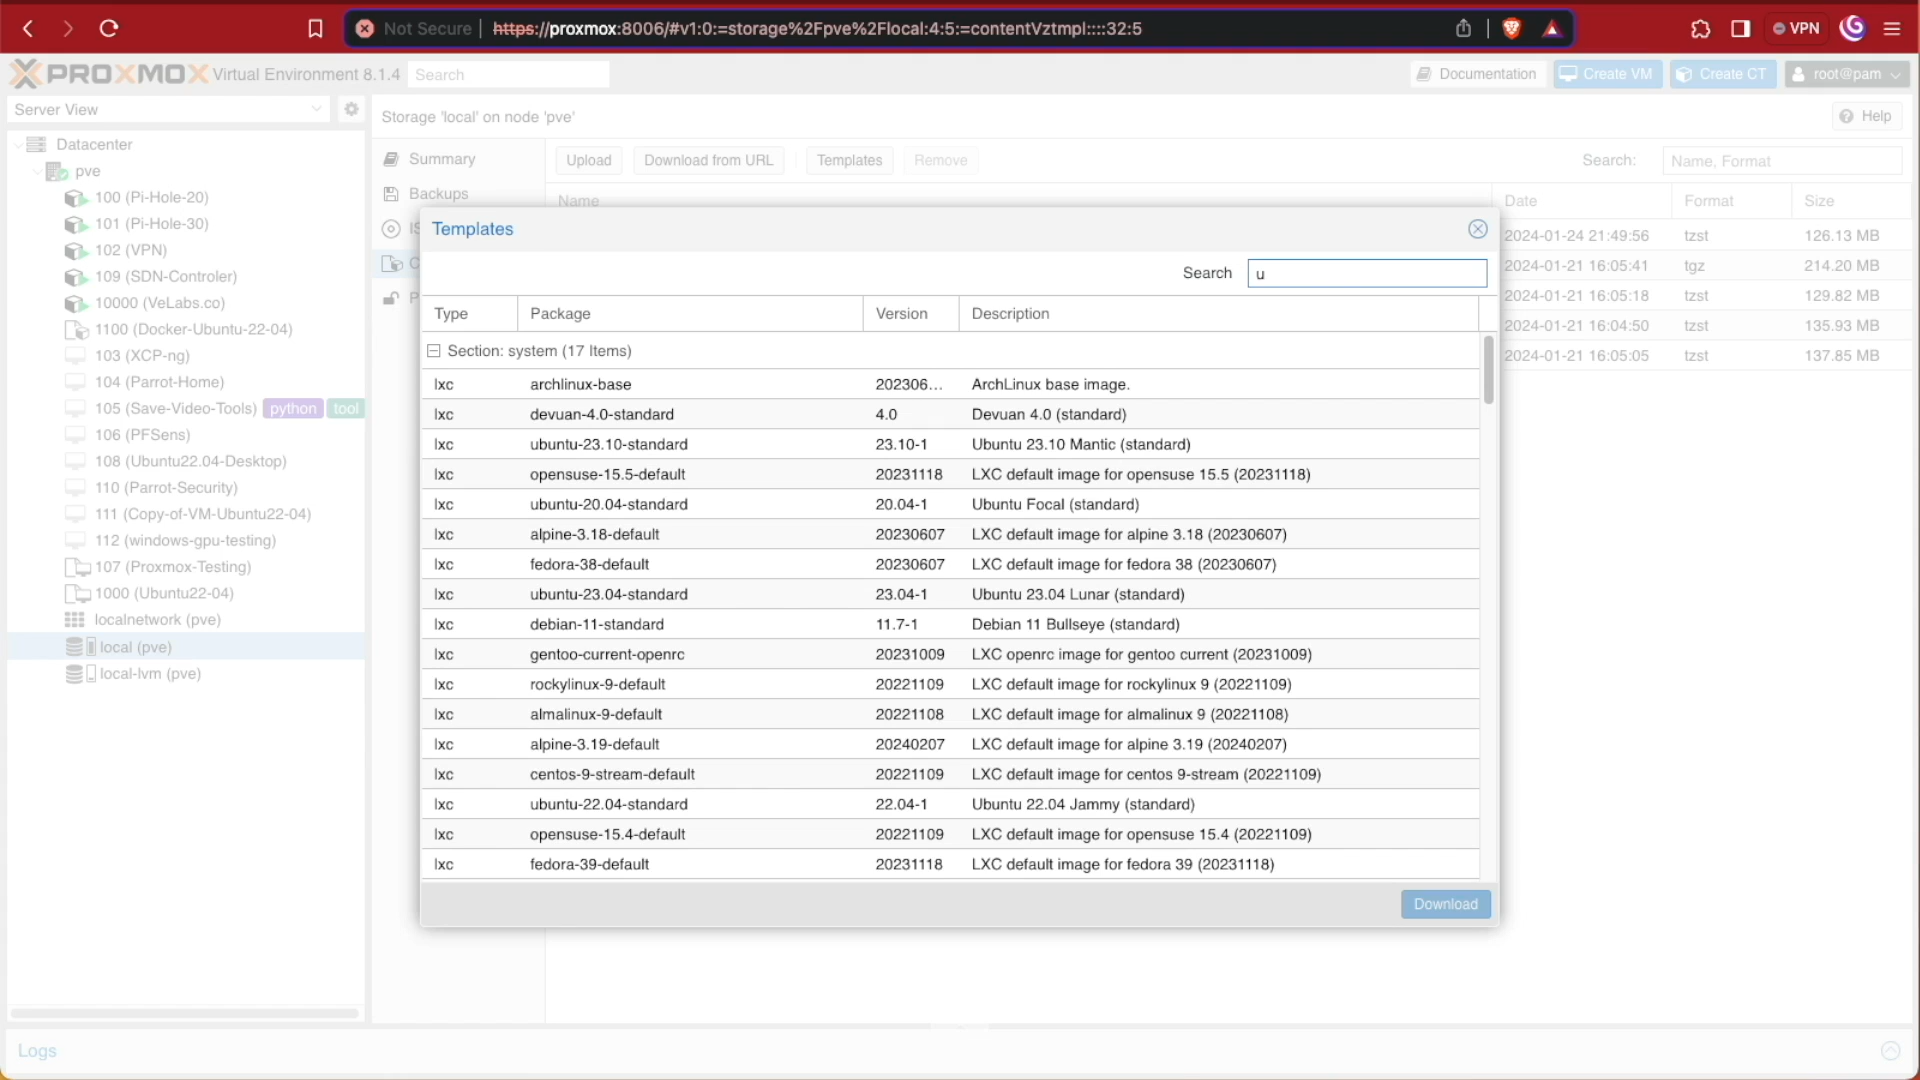 Not Secure https://proxmox:8006/#v1:0:=storage%2Fpve%2Flocal:4:5:=contentVztmpl::::32:5 VPN
PROXMOX Virtual Environment 8.1.4 Search Documentation Create VM Create CT root@pam
Server View
Storage 'local' on node 'pve' Help
Datacenter
pve
100 (Pi-Hole-20)
101 (Pi-Hole-30)
102 (VPN)
109 (SDN-Controler)
10000 (VeLabs.co)
1100 (Docker-Ubuntu-22-04)
103 (XCP-ng)
104 (Parrot-Home)
105 (Save-Video-Tools) python tool
106 (PFSens)
108 (Ubuntu22.04-Desktop)
110 (Parrot-Security)
111 (Copy-of-VM-Ubuntu22-04)
112 (windows-gpu-testing)
107 (Proxmox-Testing)
1000 (Ubuntu22-04)
localnetwork (pve)
local (pve)
local-lvm (pve)
Summary
Backups
IS
C
P
Upload Download from URL Templates Remove Search: Name, Format
Name Date Format Size
2024-01-24 21:49:56 tzst 126.13 MB
2024-01-21 16:05:41 tgz 214.20 MB
2024-01-21 16:05:18 tzst 129.82 MB
2024-01-21 16:04:50 tzst 135.93 MB
2024-01-21 16:05:05 tzst 137.85 MB
Templates
Search u
Type Package Version Description
Section: system (17 Items)
lxc archlinux-base 202306... ArchLinux base image.
lxc devuan-4.0-standard 4.0 Devuan 4.0 (standard)
lxc ubuntu-23.10-standard 23.10-1 Ubuntu 23.10 Mantic (standard)
lxc opensuse-15.5-default 20231118 LXC default image for opensuse 15.5 (20231118)
lxc ubuntu-20.04-standard 20.04-1 Ubuntu Focal (standard)
lxc alpine-3.18-default 20230607 LXC default image for alpine 3.18 (20230607)
lxc fedora-38-default 20230607 LXC default image for fedora 38 (20230607)
lxc ubuntu-23.04-standard 23.04-1 Ubuntu 23.04 Lunar (standard)
lxc debian-11-standard 11.7-1 Debian 11 Bullseye (standard)
lxc gentoo-current-openrc 20231009 LXC openrc image for gentoo current (20231009)
lxc rockylinux-9-default 20221109 LXC default image for rockylinux 9 (20221109)
lxc almalinux-9-default 20221108 LXC default image for almalinux 9 (20221108)
lxc alpine-3.19-default 20240207 LXC default image for alpine 3.19 (20240207)
lxc centos-9-stream-default 20221109 LXC default image for centos 9-stream (20221109)
lxc ubuntu-22.04-standard 22.04-1 Ubuntu 22.04 Jammy (standard)
lxc opensuse-15.4-default 20221109 LXC default image for opensuse 15.4 (20221109)
lxc fedora-39-default 20231118 LXC default image for fedora 39 (20231118)
Download
Logs